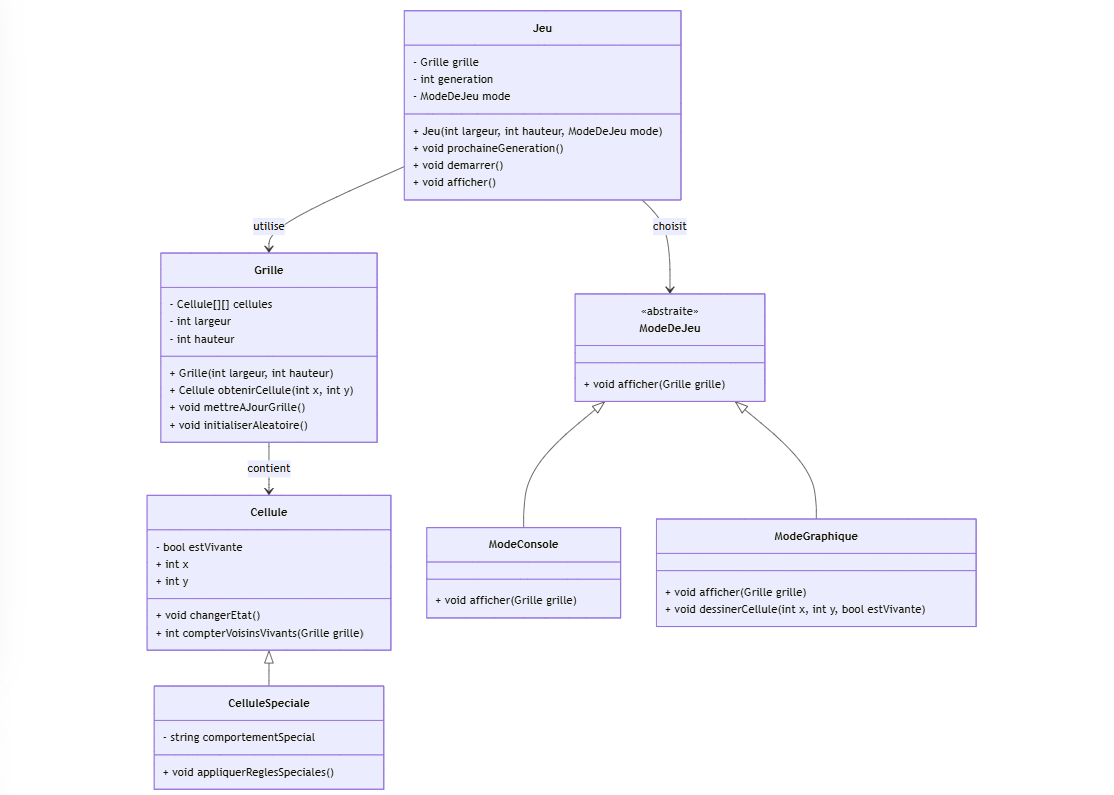 Jeu
- Grille grille
- int generation
- ModeDeJeu mode
+ Jeu(int largeur, int hauteur, ModeDeJeu mode)
+ void prochaineGeneration()
+ void demarrer()
+ void afficher()
utilise
choisit
Grille
- Cellule[][] cellules
- int largeur
- int hauteur
+ Grille(int largeur, int hauteur)
+ Cellule obtenirCellule(int x, int y)
+ void mettreAJourGrille()
+ void initialiserAleatoire()
«abstraite»
ModeDeJeu
+ void afficher(Grille grille)
contient
Cellule
- bool estVivante
+ int x
+ int y
+ void changerEtat()
+ int compterVoisinsVivants(Grille grille)
ModeConsole
+ void afficher(Grille grille)
ModeGraphique
+ void afficher(Grille grille)
+ void dessinerCellule(int x, int y, bool estVivante)
CelluleSpeciale
- string comportementSpecial
+ void appliquerReglesSpeciales()